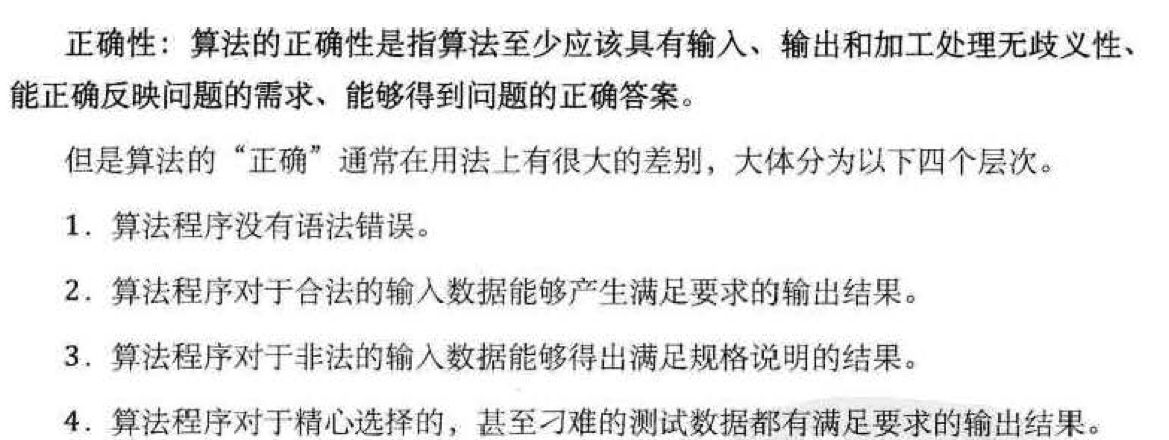 正确性：算法的正确性是指算法至少应该具有输入、输出和加工处理无歧义性、
能正确反映问题的需求、能够得到问题的正确答案。
但是算法的“正确”通常在用法上有很大的差别，大体分为以下四个层次。
1．算法程序没有语法错误。
2．算法程序对于合法的输入数据能够产生满足要求的输出结果。
3．算法程序对于非法的输入数据能够得出满足规格说明的结果。
4．算法程序对于精心选择的，甚至刁难的测试数据都有满足要求的输出结果。